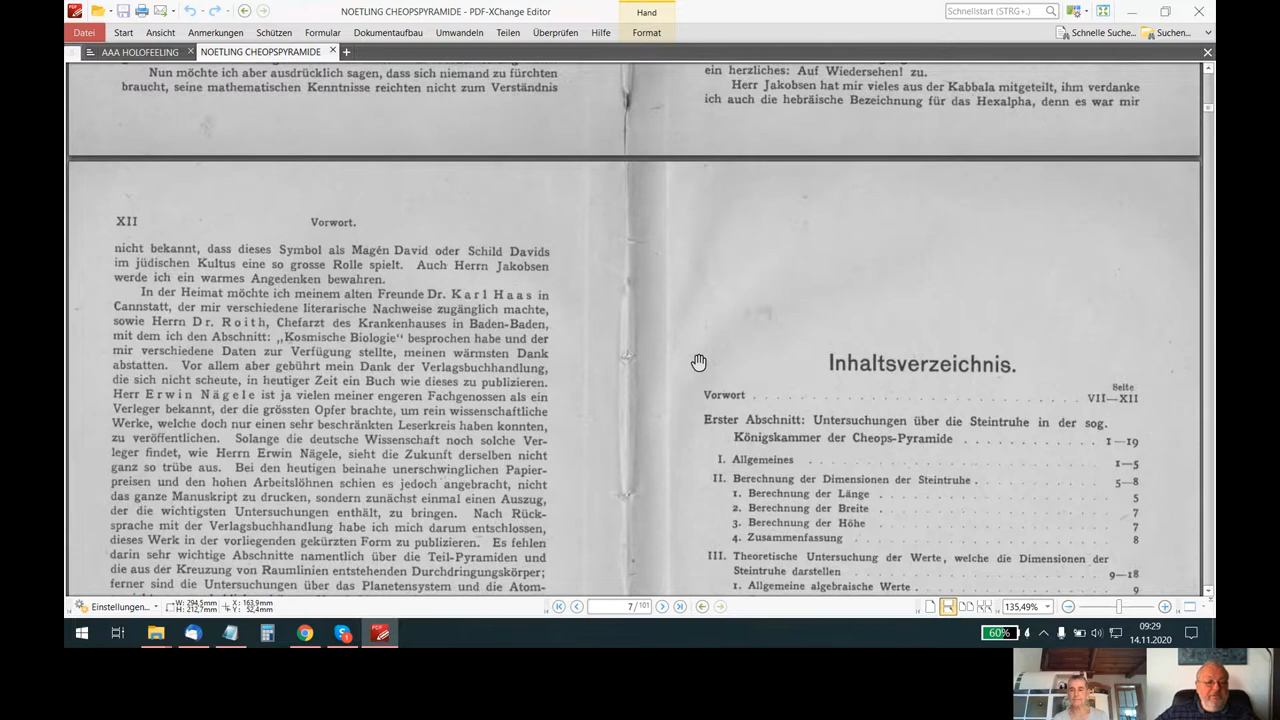 NOETLING CHEOPSPYRAMIDE - PDF-XChange Editor
Hand
Schnellstart (STRG+.)
Datei Start Ansicht Anmerkungen Schützen Formular Dokumentaufbau Umwandeln Teilen Überprüfen Hilfe Format
Schnelle Suche... Suchen...
AAA HOLOFEELING × NOETLING CHEOPSPYRAMIDE × +
Nun möchte ich aber ausdrücklich sagen, dass sich niemand zu fürchten
braucht, seine mathematischen Kenntnisse reichten nicht zum Verständnis
ein herzliches: Auf Wiedersehen! zu.
Herr Jakobsen hat mir vieles aus der Kabbala mitgeteilt, ihm verdanke
ich auch die hebräische Bezeichnung für das Hexalpha, denn es war mir
XII Vorwort.
nicht bekannt, dass dieses Symbol als Magén David oder Schild Davids
im jüdischen Kultus eine so grosse Rolle spielt. Auch Herrn Jakobsen
werde ich ein warmes Angedenken bewahren.
In der Heimat möchte ich meinem alten Freunde Dr. Karl Haas in
Cannstatt, der mir verschiedene literarische Nachweise zugänglich machte,
sowie Herrn Dr. Roith, Chefarzt des Krankenhauses in Baden-Baden,
mit dem ich den Abschnitt: „Kosmische Biologie“ besprochen habe und der
mir verschiedene Daten zur Verfügung stellte, meinen wärmsten Dank
abstatten. Vor allem aber gebührt mein Dank der Verlagsbuchhandlung,
die sich nicht scheute, in heutiger Zeit ein Buch wie dieses zu publizieren.
Herr Erwin Nägele ist ja vielen meiner engeren Fachgenossen als ein
Verleger bekannt, der die grössten Opfer brachte, um rein wissenschaftliche
Werke, welche doch nur einen sehr beschränkten Leserkreis haben konnten,
zu veröffentlichen. Solange die deutsche Wissenschaft noch solche Ver-
leger findet, wie Herrn Erwin Nägele, sieht die Zukunft derselben nicht
ganz so trübe aus. Bei den heutigen beinahe unerschwinglichen Papier-
preisen und den hohen Arbeitslöhnen schien es jedoch angebracht, nicht
das ganze Manuskript zu drucken, sondern zunächst einmal einen Auszug,
der die wichtigsten Untersuchungen enthält, zu bringen. Nach Rück-
sprache mit der Verlagsbuchhandlung habe ich mich darum entschlossen,
dieses Werk in der vorliegenden gekürzten Form zu publizieren. Es fehlen
darin sehr wichtige Abschnitte namentlich über die Teil-Pyramiden und
die aus der Kreuzung von Raumlinien entstehenden Durchdringungskörper;
ferner sind die Untersuchungen über das Planetensystem und die Atom-
Inhaltsverzeichnis.
Seite
Vorwort . . . . . . . . . . VII—XII
Erster Abschnitt: Untersuchungen über die Steintruhe in der sog.
Königskammer der Cheops-Pyramide . . . . . . 1—19
I. Allgemeines . . . . . . . . . . 1—5
II. Berechnung der Dimensionen der Steintruhe . . . . . . 5—8
1. Berechnung der Länge . . . . . . . . 5
2. Berechnung der Breite . . . . . . . . 7
3. Berechnung der Höhe . . . . . . . . 7
4. Zusammenfassung . . . . . . . . 8
III. Theoretische Untersuchung der Werte, welche die Dimensionen der
Steintruhe darstellen . . . . . . . . 9—18
1. Allgemeine algebraische Werte . . . . . . . 9
Einstellungen...
W: 294,5mm
H: 212,7mm
X: 163,9mm
Y: 52,4mm
7 / 101
135,49%
60%
09:29
14.11.2020